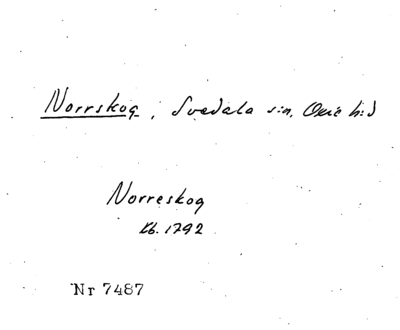 Norrskog, Svedala sn, Oxie hd
Norreskog
Kb. 1792
Nr 7487